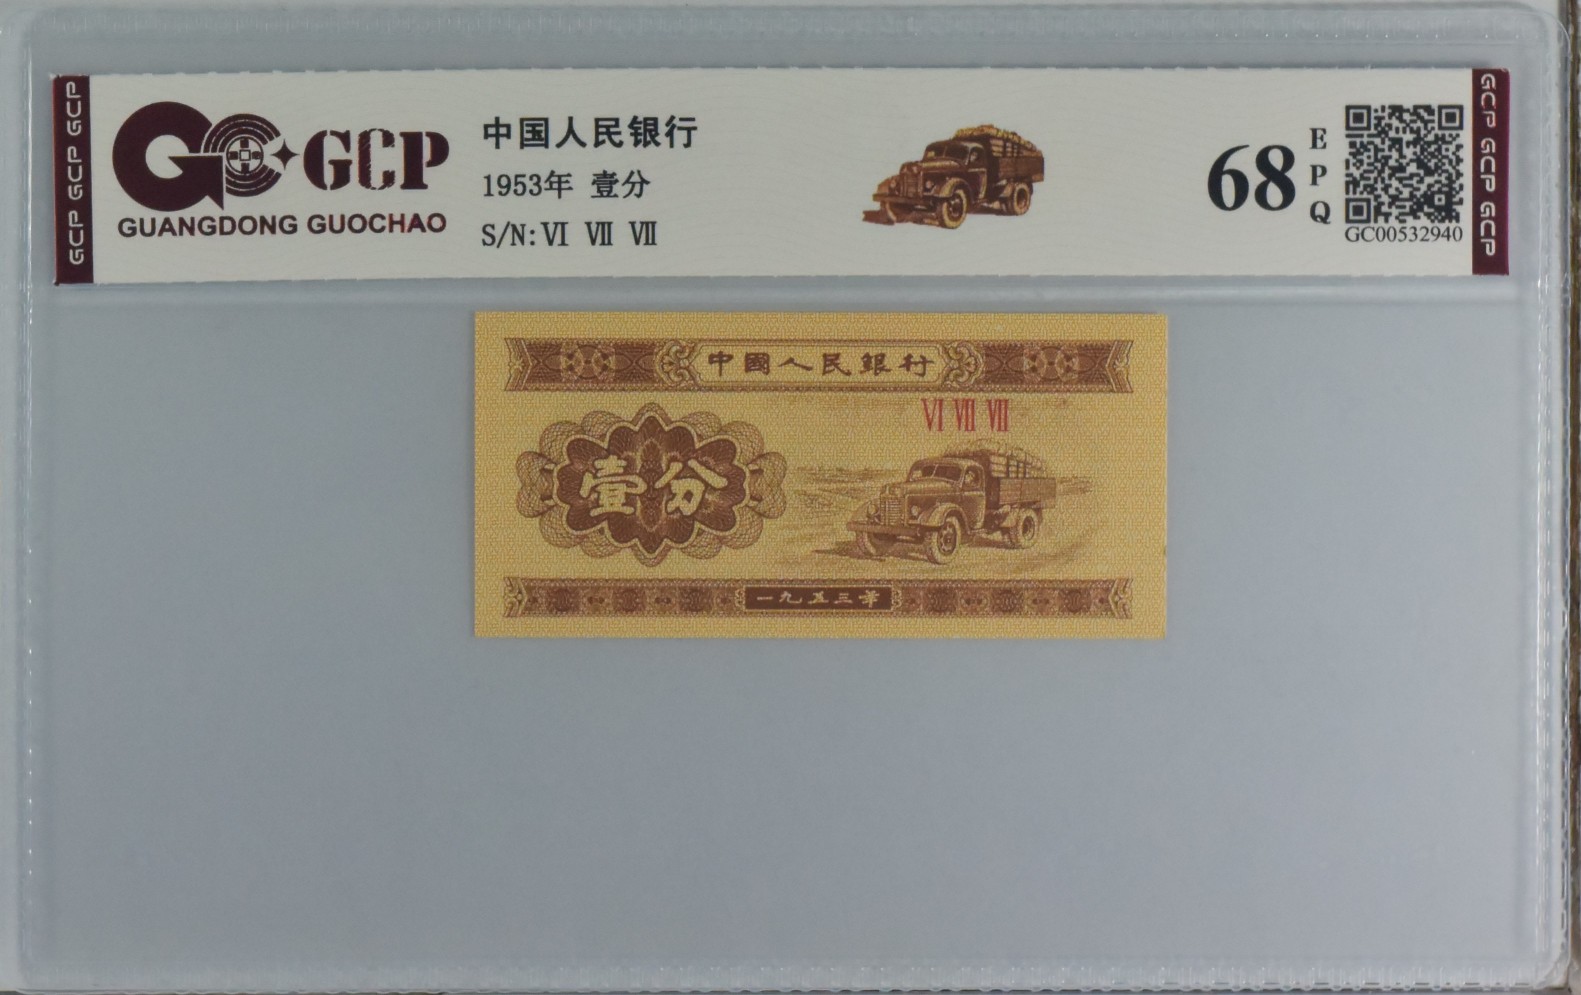 GCP GCP GCP
GCP
GUANGDONG GUOCHAO
中国人民银行
1953年 壹分
S/N:Ⅵ Ⅶ Ⅶ
68
EPQ
GC00532940
GCP GCP GCP
中國人民銀行
Ⅵ Ⅶ Ⅶ
壹分
一九五三年